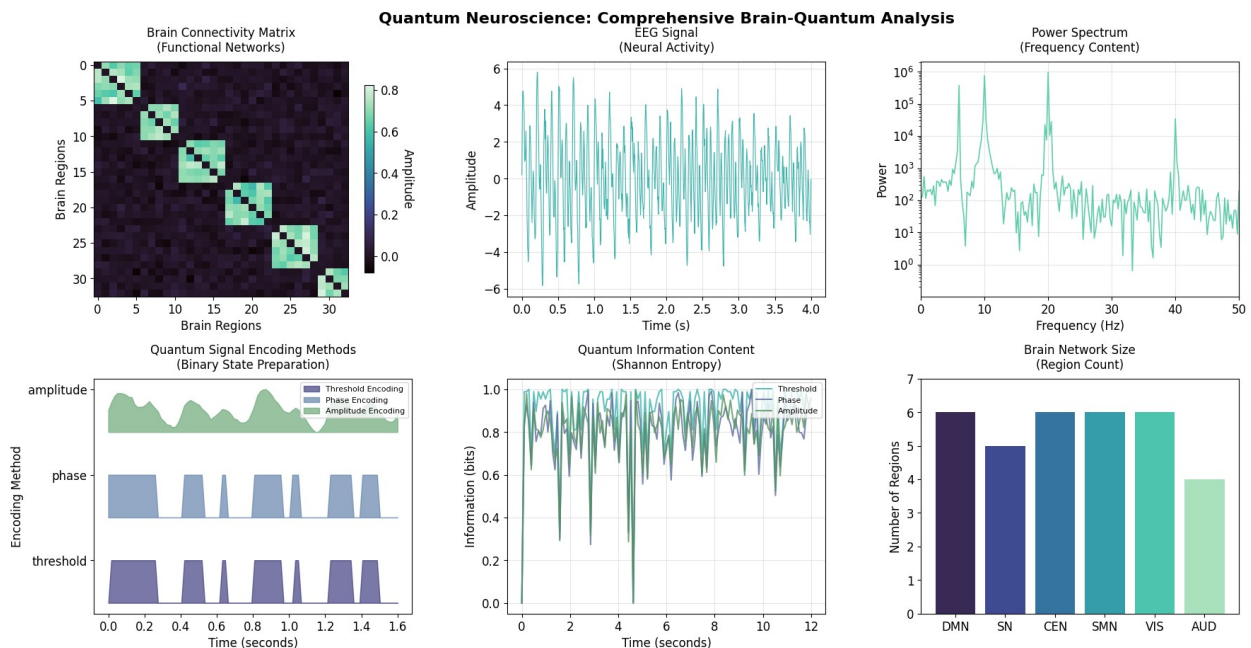 Quantum Neuroscience: Comprehensive Brain-Quantum Analysis
Brain Connectivity Matrix
(Functional Networks)
0
5
10
15
20
25
30
Brain Regions
0 5 10 15 20 25 30
Brain Regions
0.8
0.6
0.4
0.2
0.0
Amplitude
EEG Signal
(Neural Activity)
6
4
2
0
−2
−4
−6
Amplitude
0.0 0.5 1.0 1.5 2.0 2.5 3.0 3.5 4.0
Time (s)
Power Spectrum
(Frequency Content)
10⁶
10⁵
10⁴
10³
10²
10¹
10⁰
Power
0 10 20 30 40 50
Frequency (Hz)
Quantum Signal Encoding Methods
(Binary State Preparation)
amplitude
phase
threshold
Encoding Method
Threshold Encoding
Phase Encoding
Amplitude Encoding
0.0 0.2 0.4 0.6 0.8 1.0 1.2 1.4 1.6
Time (seconds)
Quantum Information Content
(Shannon Entropy)
1.0
0.8
0.6
0.4
0.2
0.0
Information (bits)
Threshold
Phase
Amplitude
0 2 4 6 8 10 12
Time (seconds)
Brain Network Size
(Region Count)
7
6
5
4
3
2
1
0
Number of Regions
DMN SN CEN SMN VIS AUD